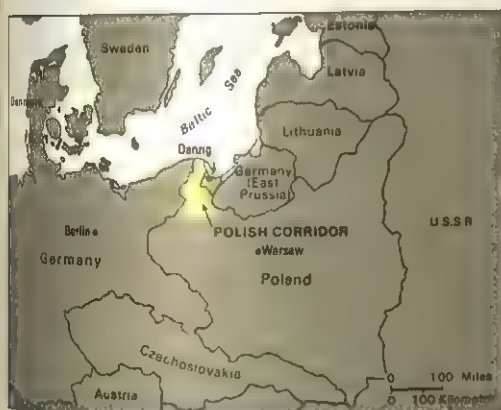 Estonia
Sweden
Latvia
Denmark
Baltic Sea
Lithuania
Danzig
Germany
(East
Prussia)
U.S.S.R
Berlin
POLISH CORRIDOR
Warsaw
Germany
Poland
Czechoslovakia
Austria
0 100 Miles
0 100 Kilometers